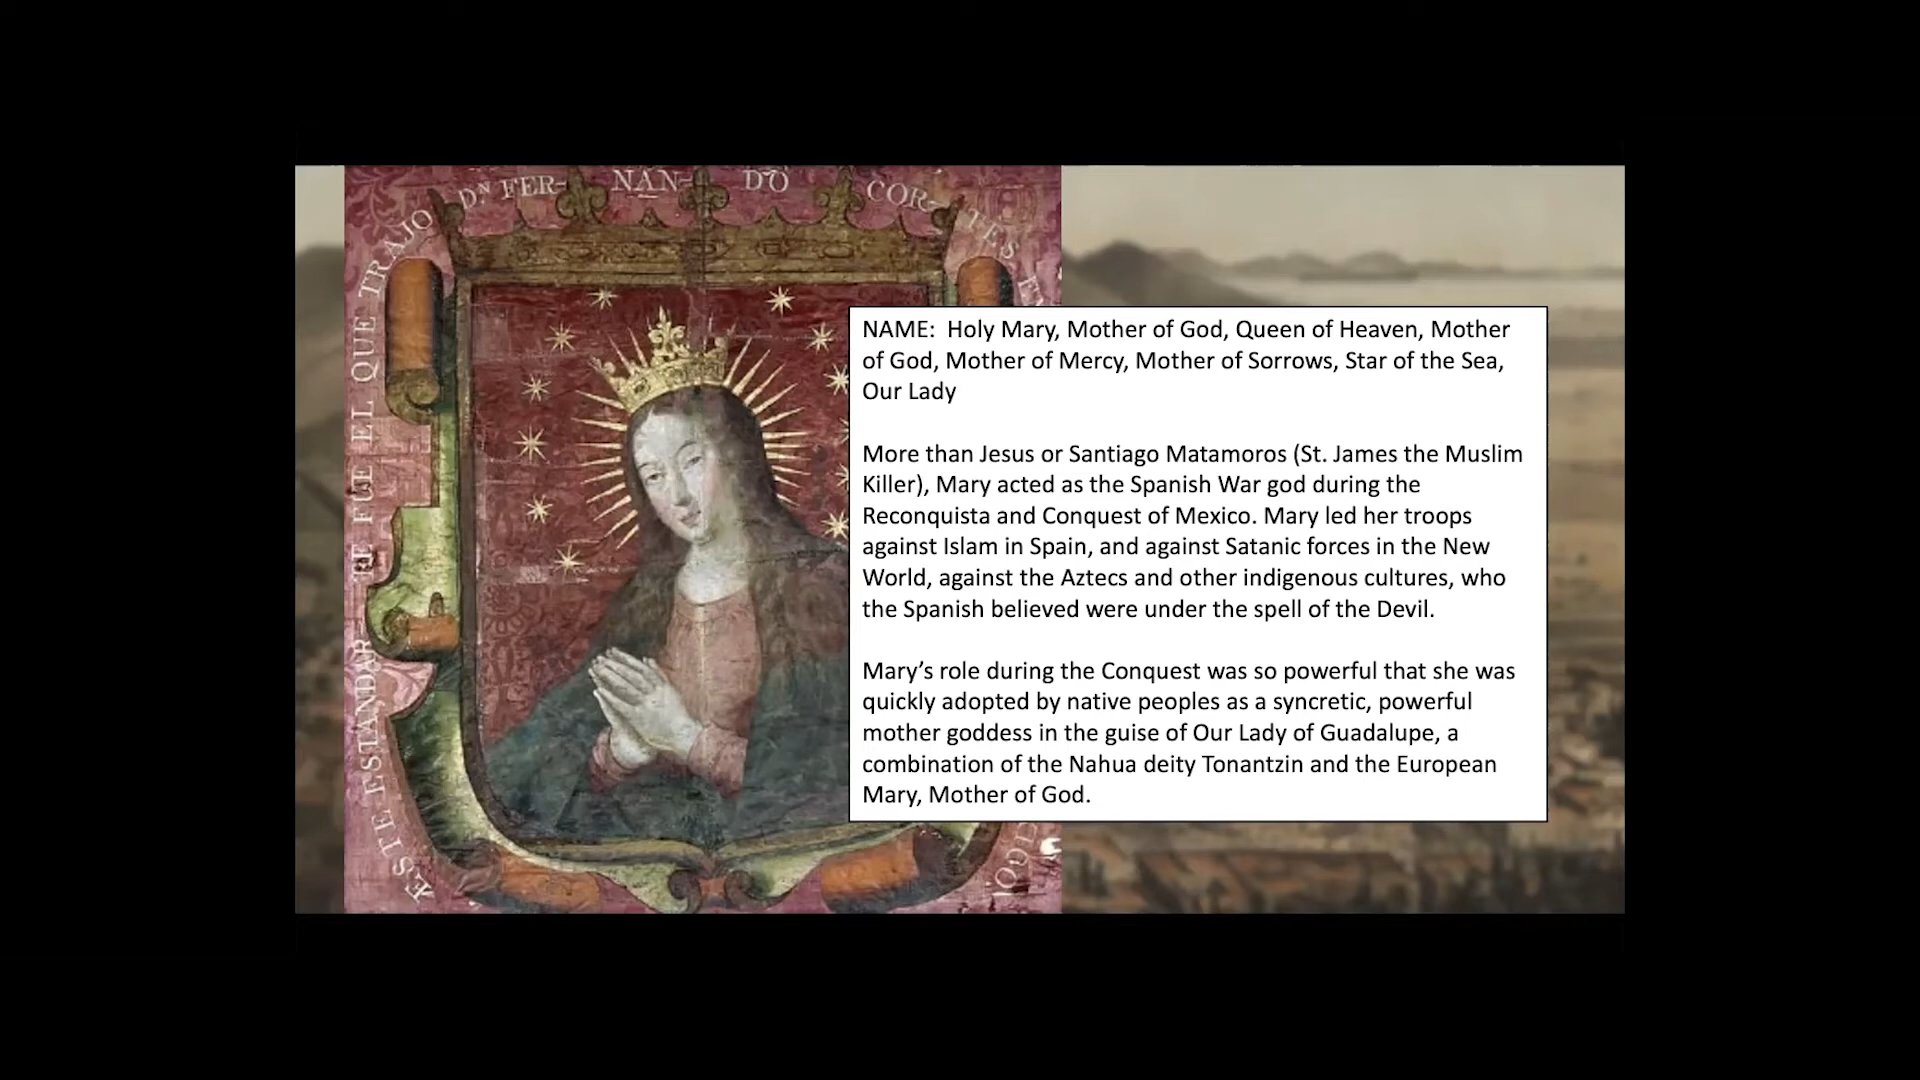 ÆSTE ESTANDAR- TE FUE EL QUE TRAJO Dⁿ FER- NAN- DO COR- TES
NAME:  Holy Mary, Mother of God, Queen of Heaven, Mother
of God, Mother of Mercy, Mother of Sorrows, Star of the Sea,
Our Lady
More than Jesus or Santiago Matamoros (St. James the Muslim
Killer), Mary acted as the Spanish War god during the
Reconquista and Conquest of Mexico. Mary led her troops
against Islam in Spain, and against Satanic forces in the New
World, against the Aztecs and other indigenous cultures, who
the Spanish believed were under the spell of the Devil.
Mary’s role during the Conquest was so powerful that she was
quickly adopted by native peoples as a syncretic, powerful
mother goddess in the guise of Our Lady of Guadalupe, a
combination of the Nahua deity Tonantzin and the European
Mary, Mother of God.